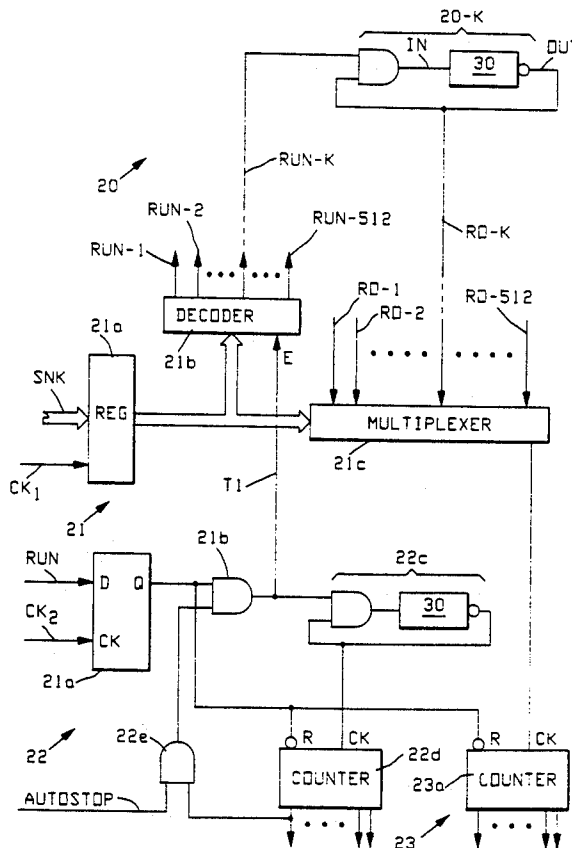 20-K
IN
OUT
30
RUN-K
20
RUN-2
RUN-512
RUN-1
RO-K
RO-1
RO-2
RO-512
DECODER
21a
21b
E
SNK
REG
MULTIPLEXER
21c
CK1
T1
21
21b
22c
RUN
D Q
30
CK2
CK
21a
22e
R CK
22d
R CK
22
COUNTER
23a
COUNTER
AUTOSTOP
23